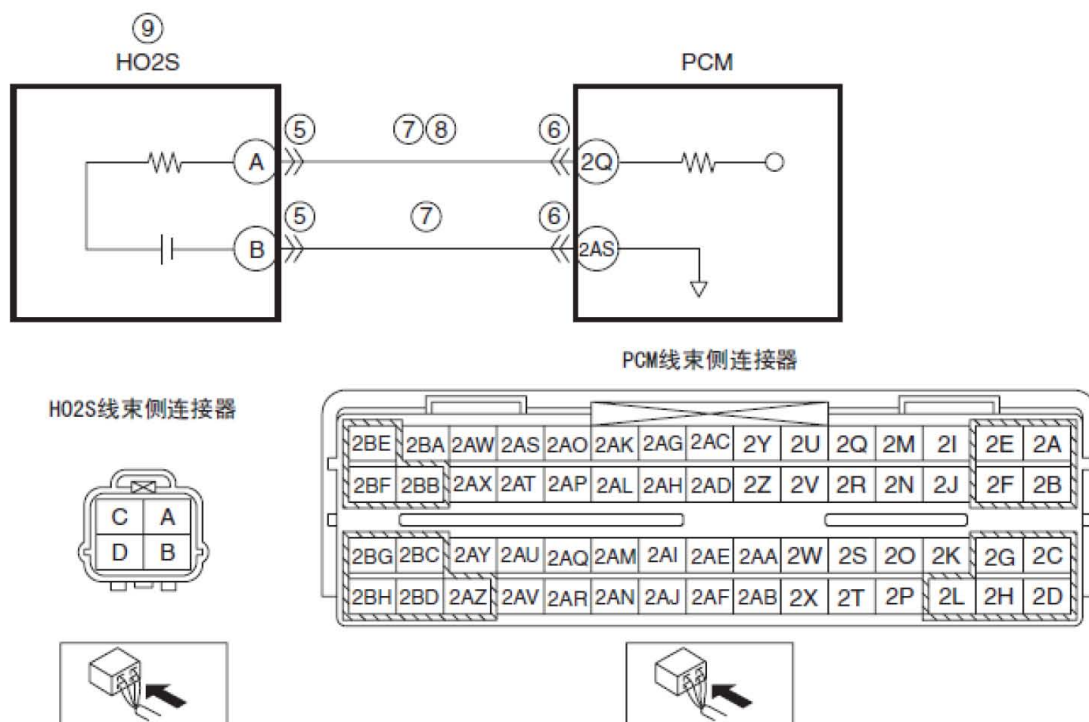 ⑨
HO2S
PCM
⑤ ⑦⑧ ⑥
A 2Q
⑤ ⑦ ⑥
B 2AS
PCM线束侧连接器
HO2S线束侧连接器
2BE 2BA 2AW 2AS 2AO 2AK 2AG 2AC 2Y 2U 2Q 2M 2I 2E 2A
2BF 2BB 2AX 2AT 2AP 2AL 2AH 2AD 2Z 2V 2R 2N 2J 2F 2B
2BG 2BC 2AY 2AU 2AQ 2AM 2AI 2AE 2AA 2W 2S 2O 2K 2G 2C
2BH 2BD 2AZ 2AV 2AR 2AN 2AJ 2AF 2AB 2X 2T 2P 2L 2H 2D
C A
D B